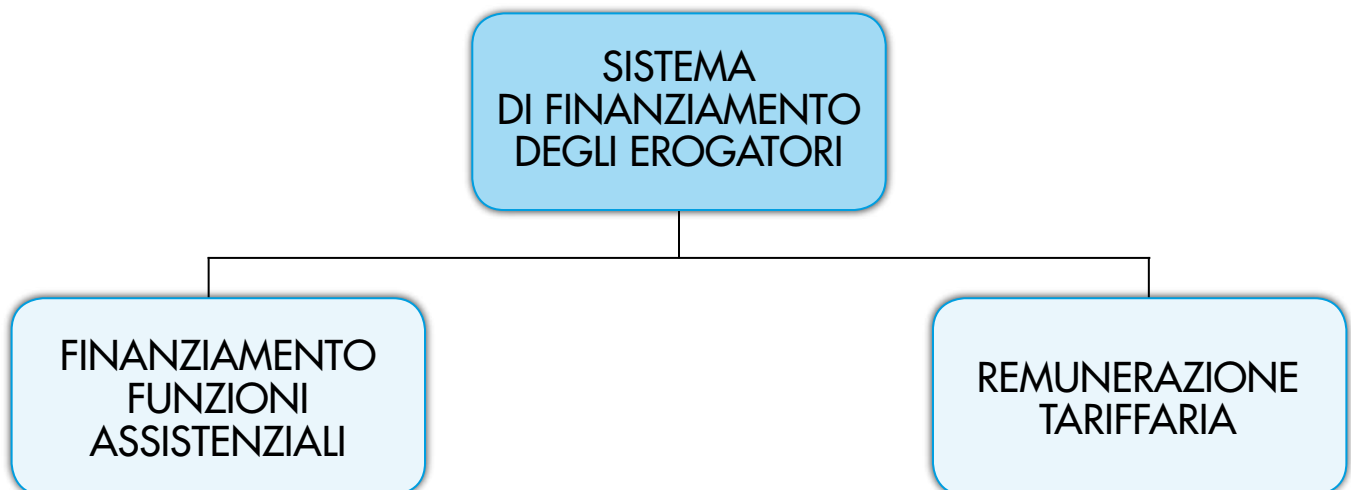 SISTEMA
DI FINANZIAMENTO
DEGLI EROGATORI
FINANZIAMENTO
FUNZIONI
ASSISTENZIALI
REMUNERAZIONE
TARIFFARIA